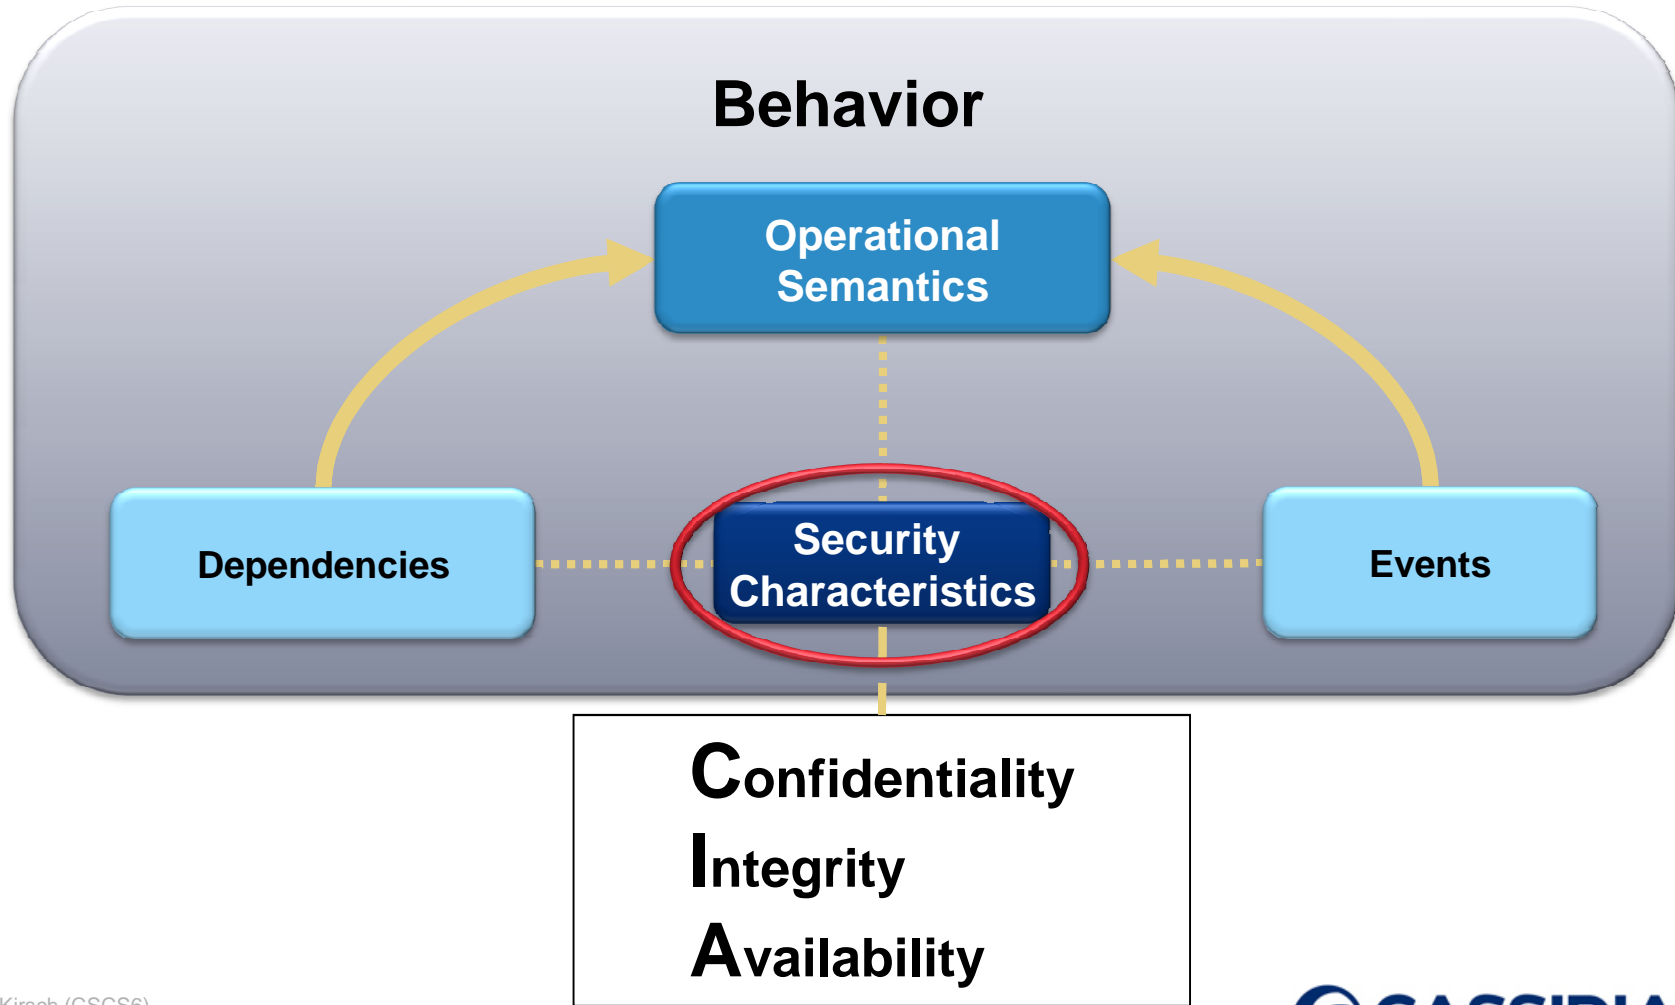 Behavior
Operational
Semantics
Dependencies
Security
Characteristics
Events
Confidentiality
Integrity
Availability